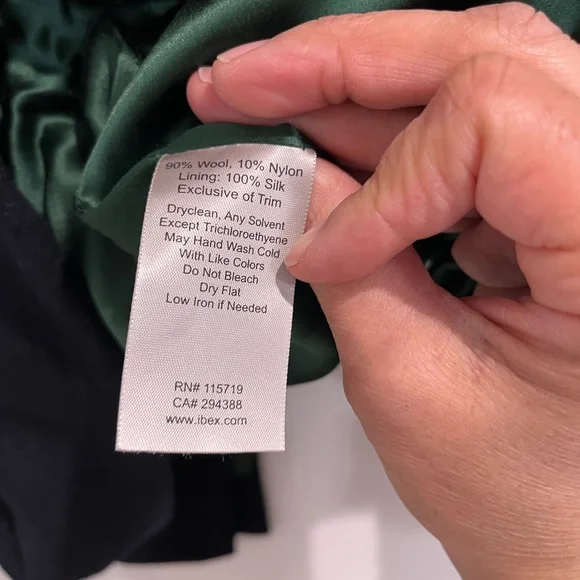 90% Wool, 10% Nylon
Lining: 100% Silk
Exclusive of Trim
Dryclean, Any Solvent
Except Trichloroethyene
May Hand Wash Cold
With Like Colors
Do Not Bleach
Dry Flat
Low Iron if Needed
RN# 115719
CA# 294388
www.ibex.com